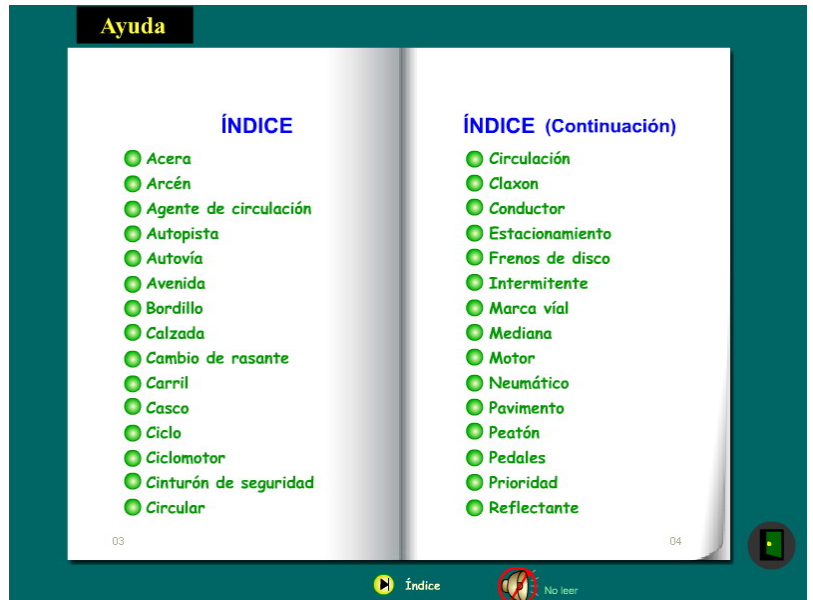 Ayuda
ÍNDICE
Acera
Arcén
Agente de circulación
Autopista
Autovía
Avenida
Bordillo
Calzada
Cambio de rasante
Carril
Casco
Ciclo
Ciclomotor
Cinturón de seguridad
Circular
03
ÍNDICE (Continuación)
Circulación
Claxon
Conductor
Estacionamiento
Frenos de disco
Intermitente
Marca víal
Mediana
Motor
Neumático
Pavimento
Peatón
Pedales
Prioridad
Reflectante
04
Índice
No leer